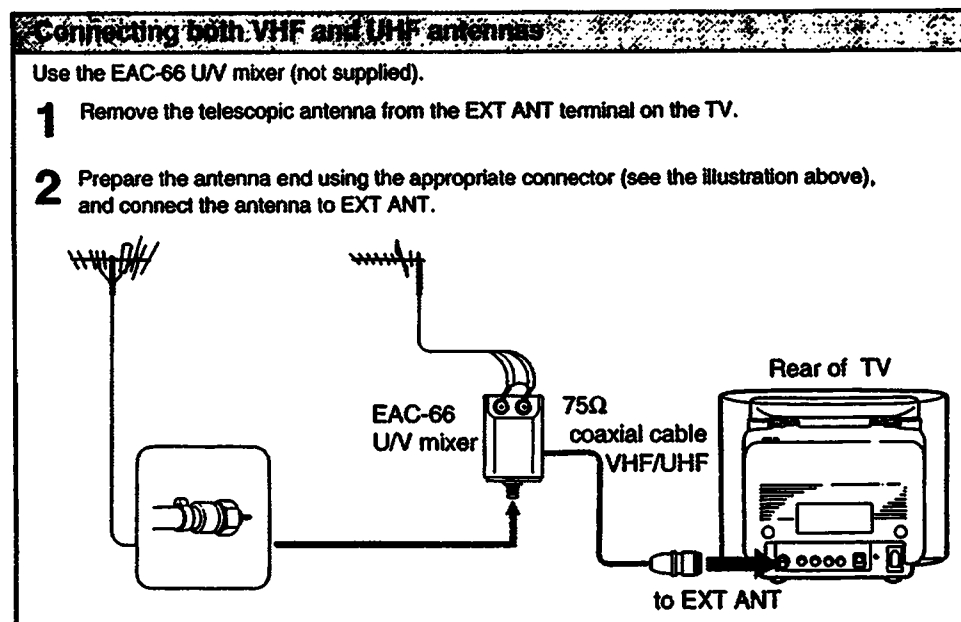 Connecting both VHF and UHF antennas
Use the EAC-66 U/V mixer (not supplied).
1 Remove the telescopic antenna from the EXT ANT terminal on the TV.
2 Prepare the antenna end using the appropriate connector (see the illustration above),
and connect the antenna to EXT ANT.
Rear of TV
EAC-66
U/V mixer
75Ω
coaxial cable
VHF/UHF
to EXT ANT